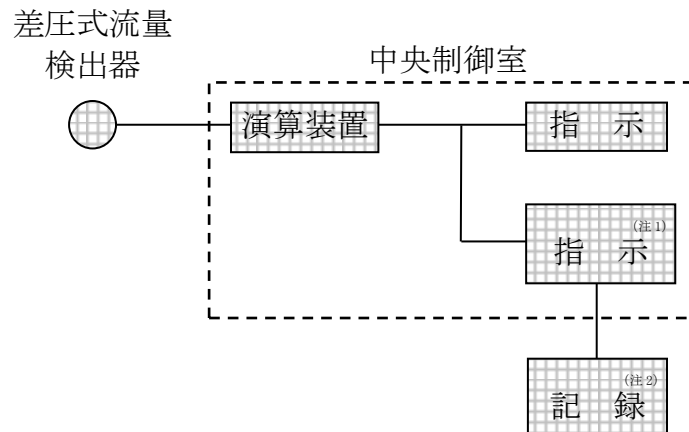 差圧式流量
検出器
中央制御室
演算装置
指 示
(注1)
指 示
(注2)
記 録